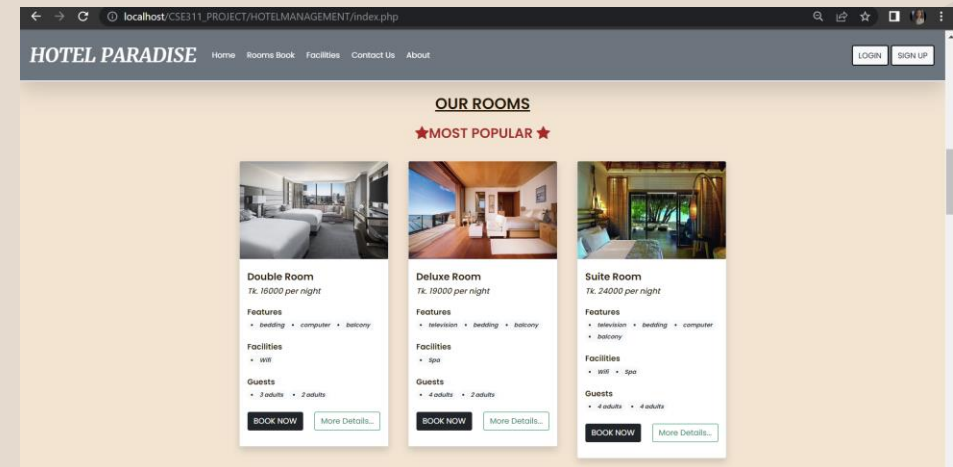 localhost/CSE311_PROJECT/HOTELMANAGEMENT/index.php
HOTEL PARADISE Home Rooms Book Facilities Contact Us About LOGIN SIGN UP
OUR ROOMS
★MOST POPULAR ★
Double Room
Tk. 16000 per night
Features
• bedding • computer • balcony
Facilities
• Wifi
Guests
• 3 adults • 2 adults
BOOK NOW More Details...
Deluxe Room
Tk. 19000 per night
Features
• television • bedding • balcony
Facilities
• Spa
Guests
• 4 adults • 2 adults
BOOK NOW More Details...
Suite Room
Tk. 24000 per night
Features
• television • bedding • computer
• balcony
Facilities
• Wifi • Spa
Guests
• 4 adults • 4 adults
BOOK NOW More Details...